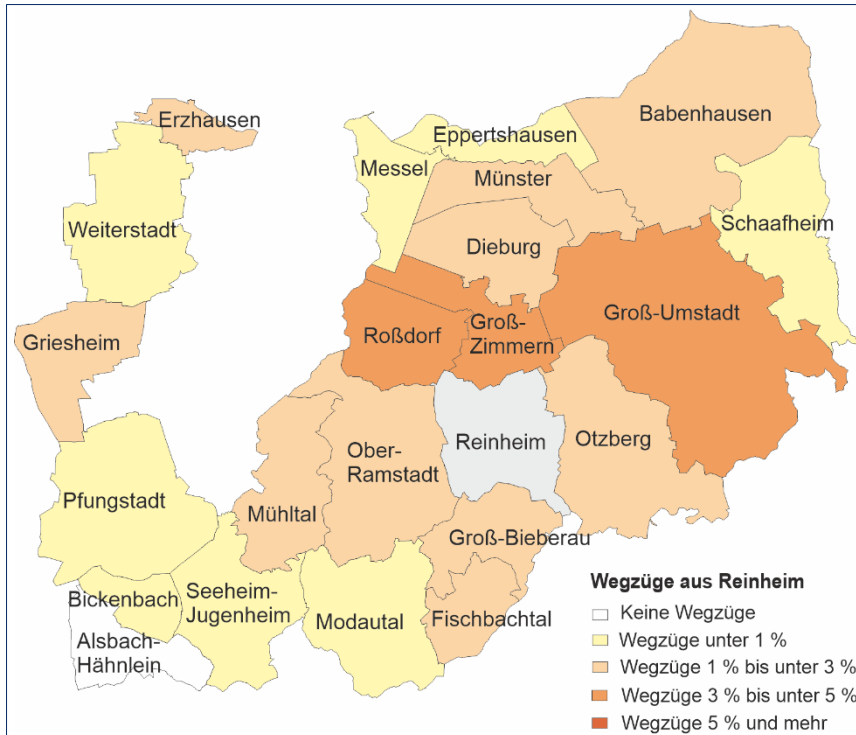 Erzhausen
Babenhausen
Eppertshausen
Messel
Münster
Weiterstadt
Schaafheim
Dieburg
Groß-Umstadt
Griesheim
Roßdorf
Groß-
Zimmern
Reinheim
Otzberg
Ober-
Ramstadt
Pfungstadt
Mühltal
Groß-Bieberau
Bickenbach
Seeheim-
Jugenheim
Modautal
Fischbachtal
Alsbach-
Hähnlein
Wegzüge aus Reinheim
Keine Wegzüge
Wegzüge unter 1 %
Wegzüge 1 % bis unter 3 %
Wegzüge 3 % bis unter 5 %
Wegzüge 5 % und mehr